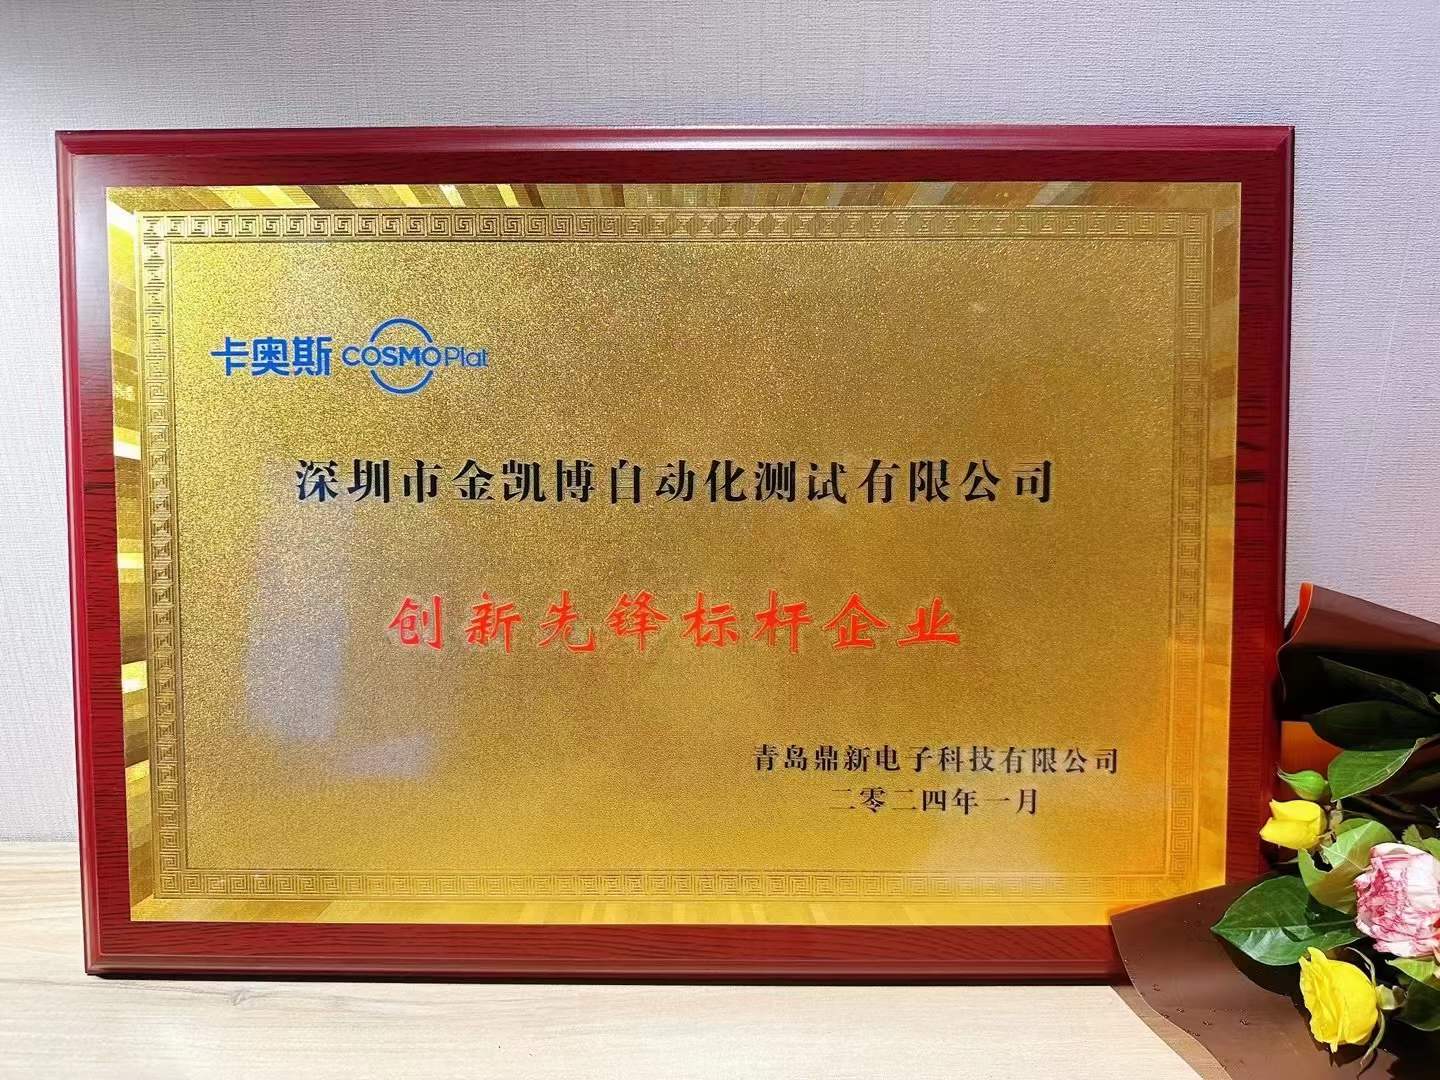 卡奥斯 COSMOPlat
深圳市金凯博自动化测试有限公司
创新先锋标杆企业
青岛鼎新电子科技有限公司
二零二四年一月